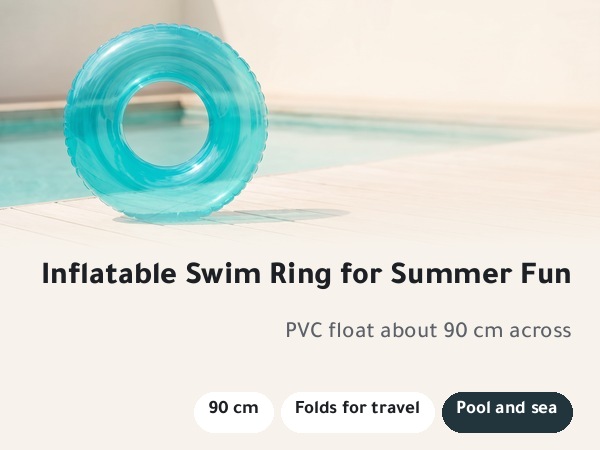 Inflatable Swim Ring for Summer Fun
PVC float about 90 cm across
90 cm
Folds for travel
Pool and sea